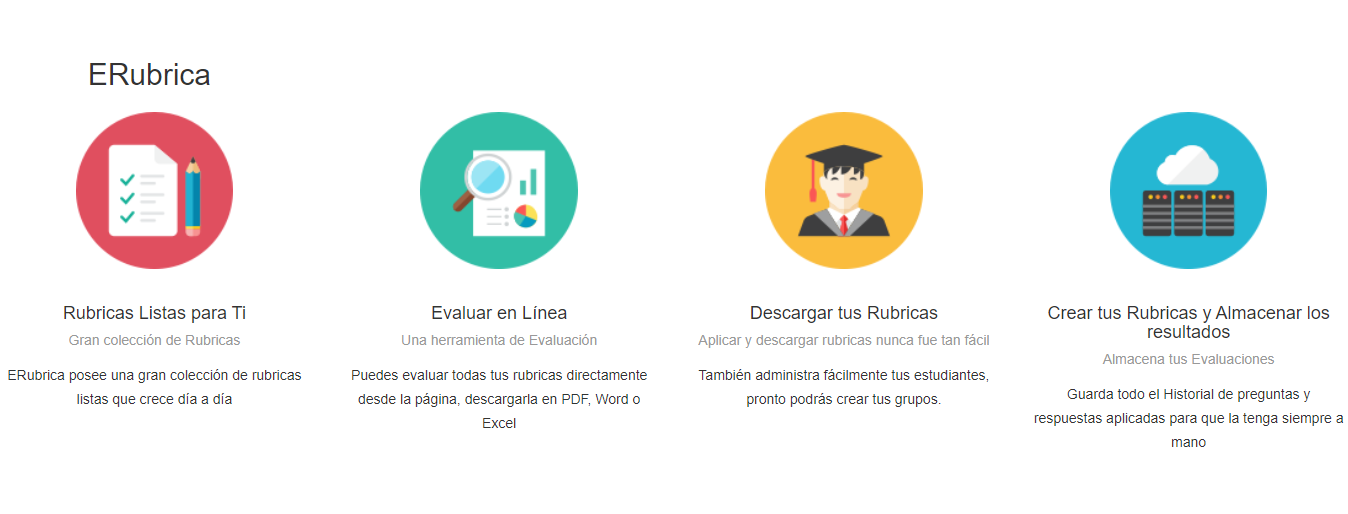 ERubrica
Rubricas Listas para Ti
Gran colección de Rubricas
ERubrica posee una gran colección de rubricas
listas que crece día a día
Evaluar en Línea
Una herramienta de Evaluación
Puedes evaluar todas tus rubricas directamente
desde la página, descargarla en PDF, Word o
Excel
Descargar tus Rubricas
Aplicar y descargar rubricas nunca fue tan fácil
También administra fácilmente tus estudiantes,
pronto podrás crear tus grupos.
Crear tus Rubricas y Almacenar los
resultados
Almacena tus Evaluaciones
Guarda todo el Historial de preguntas y
respuestas aplicadas para que la tenga siempre a
mano